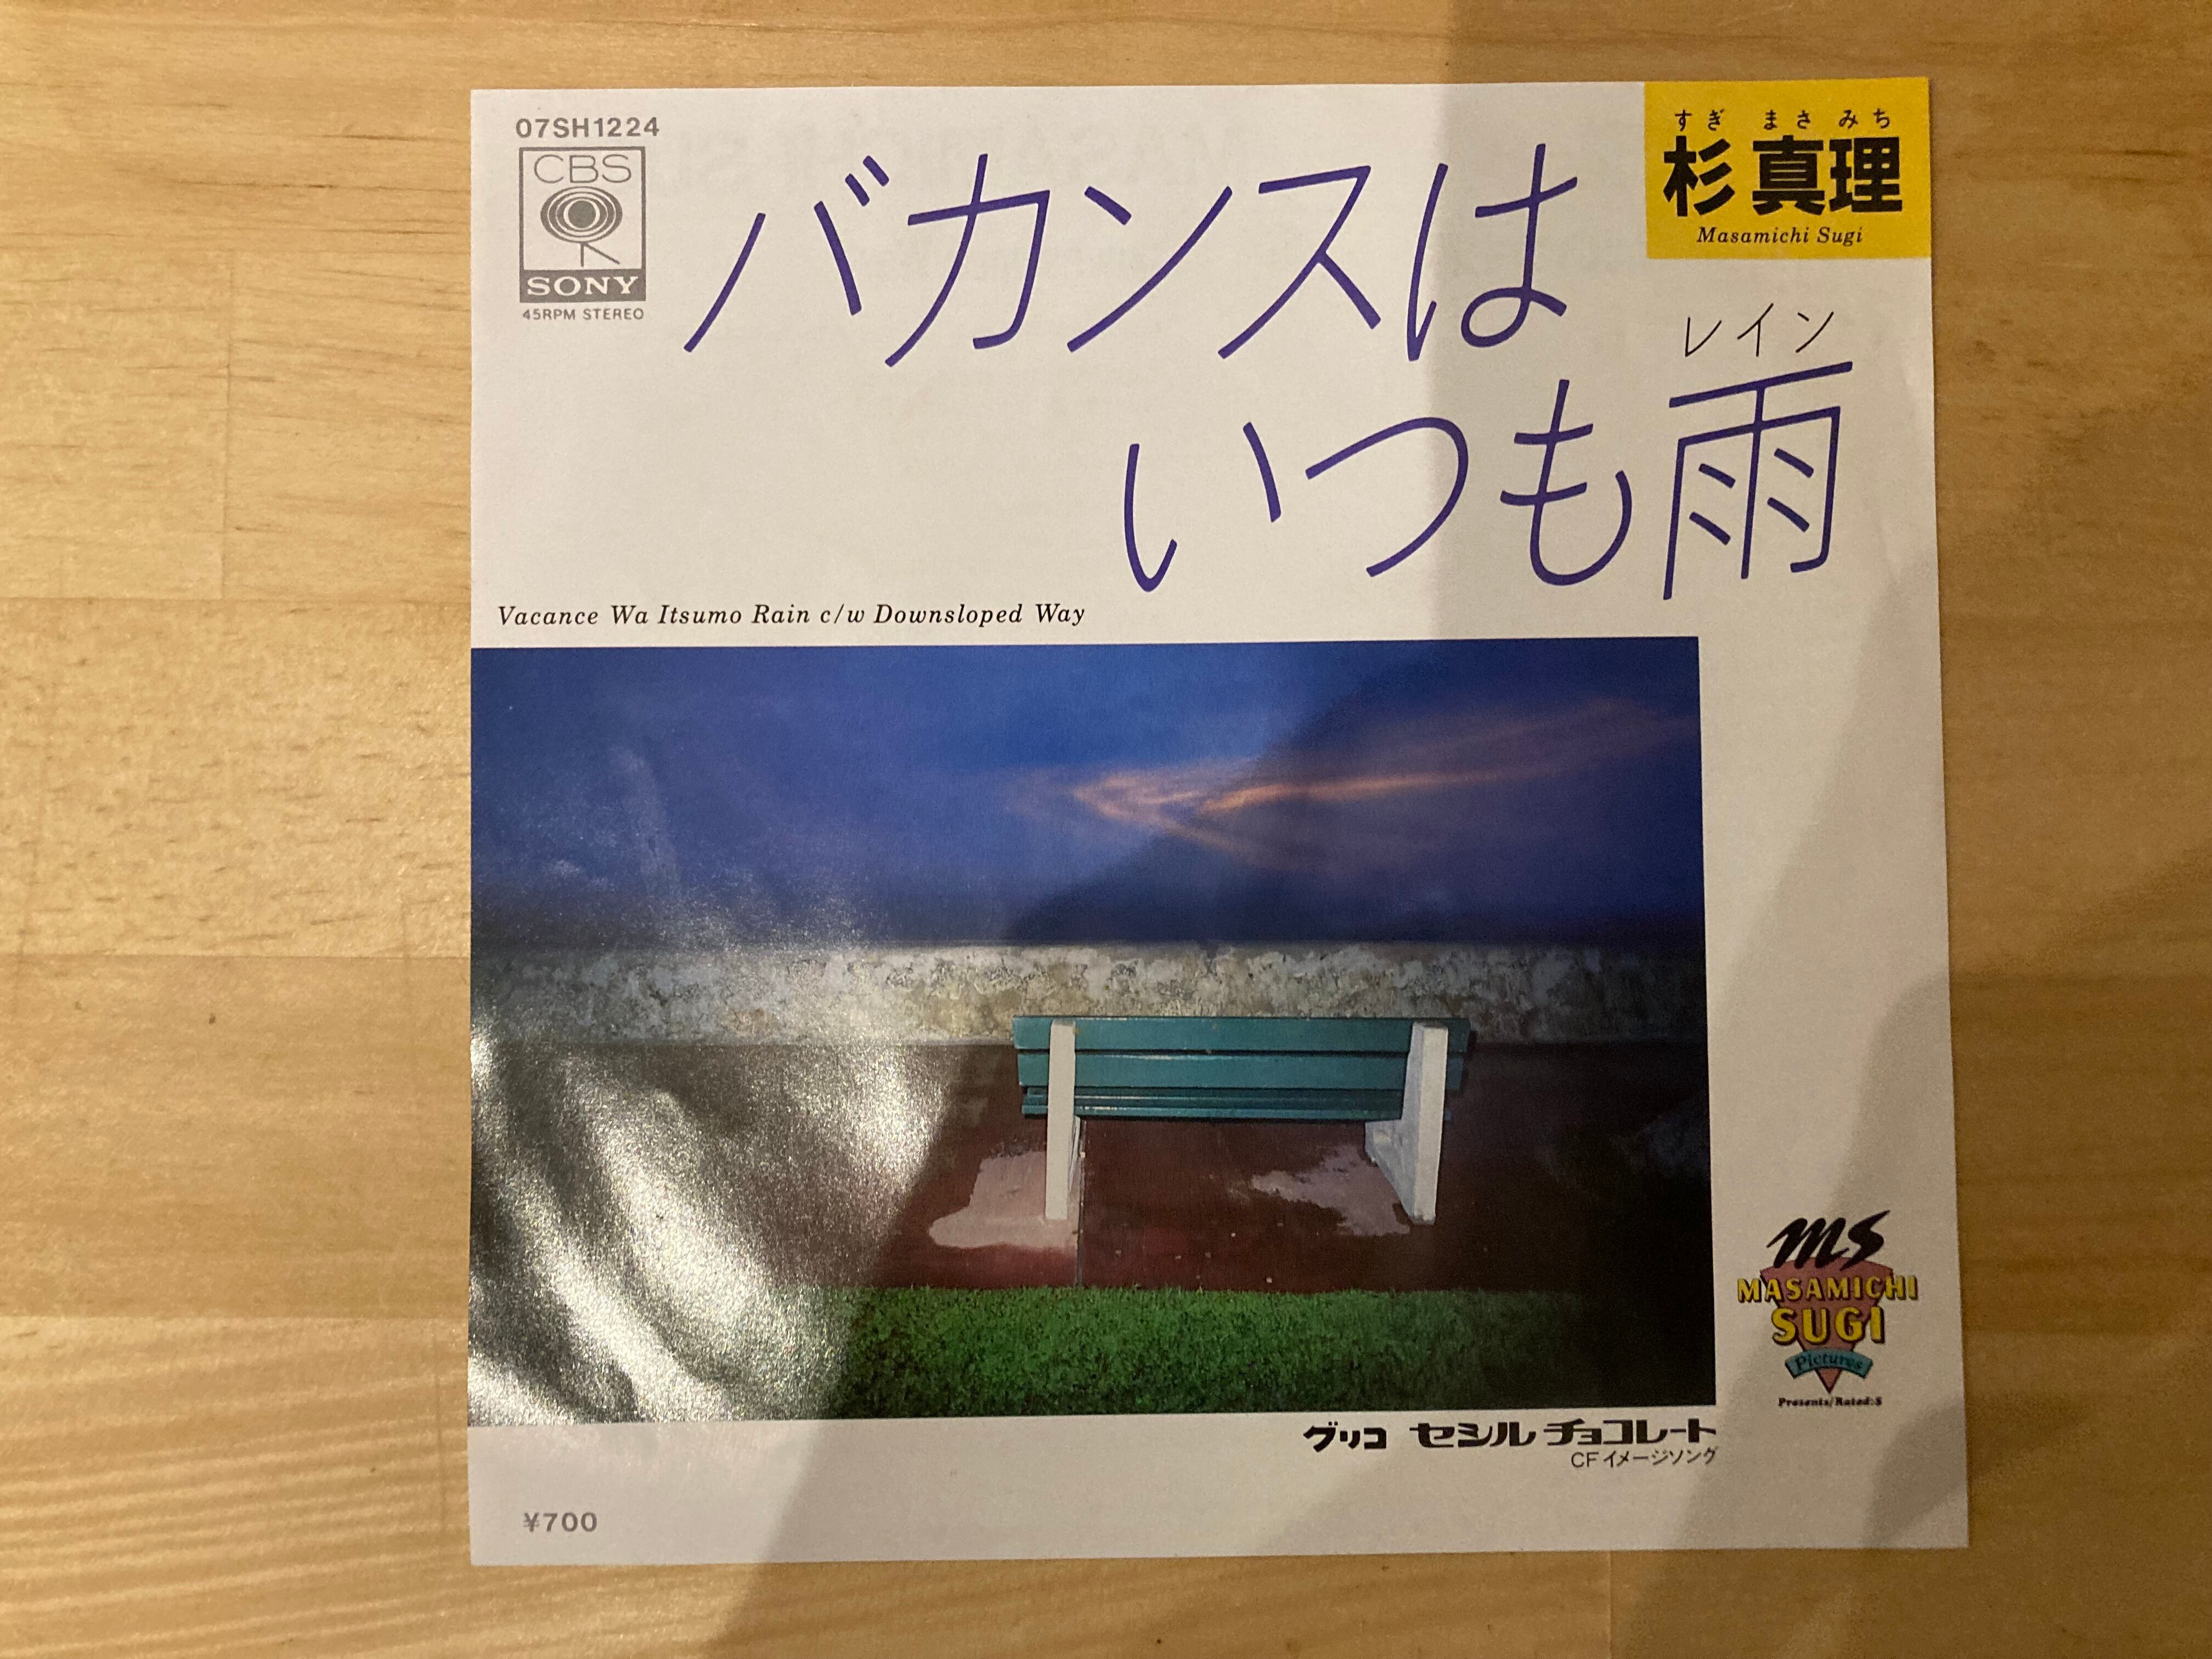 07SH1224
CBS
SONY
45RPM STEREO
すぎ まさみち
杉 真理
Masamichi Sugi
バカンスは
レイン
いつも雨
Vacance Wa Itsumo Rain c/w Downsloped Way
ms
MASAMICHI
SUGI
Pictures
Presents/Rated:S
グリコ セシル チョコレート
CFイメージソング
¥700